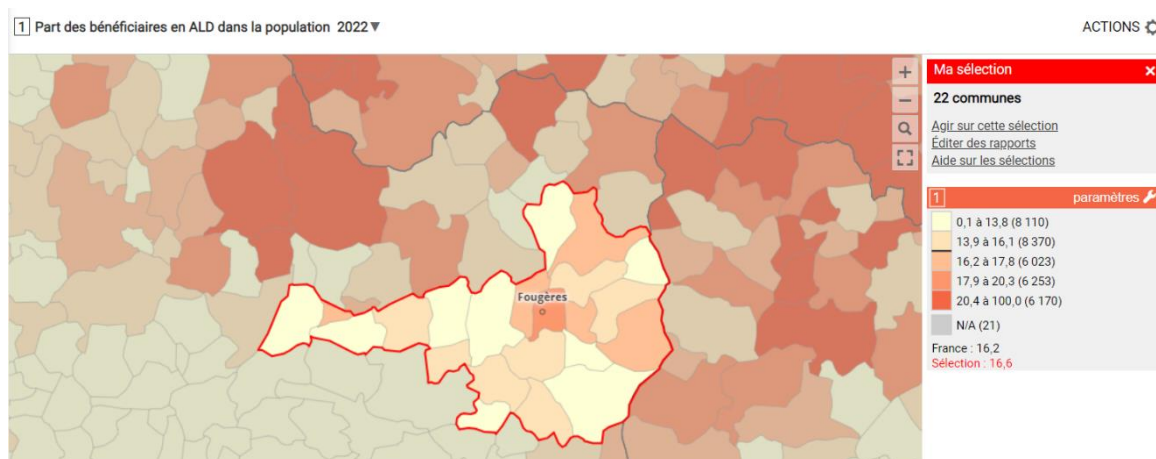 1 Part des bénéficiaires en ALD dans la population 2022▼
ACTIONS
Ma sélection ×
22 communes
Agir sur cette sélection
Éditer des rapports
Aide sur les sélections
+
−
Fougères
1 paramètres
0,1 à 13,8 (8 110)
13,9 à 16,1 (8 370)
16,2 à 17,8 (6 023)
17,9 à 20,3 (6 253)
20,4 à 100,0 (6 170)
N/A (21)
France : 16,2
Sélection : 16,6